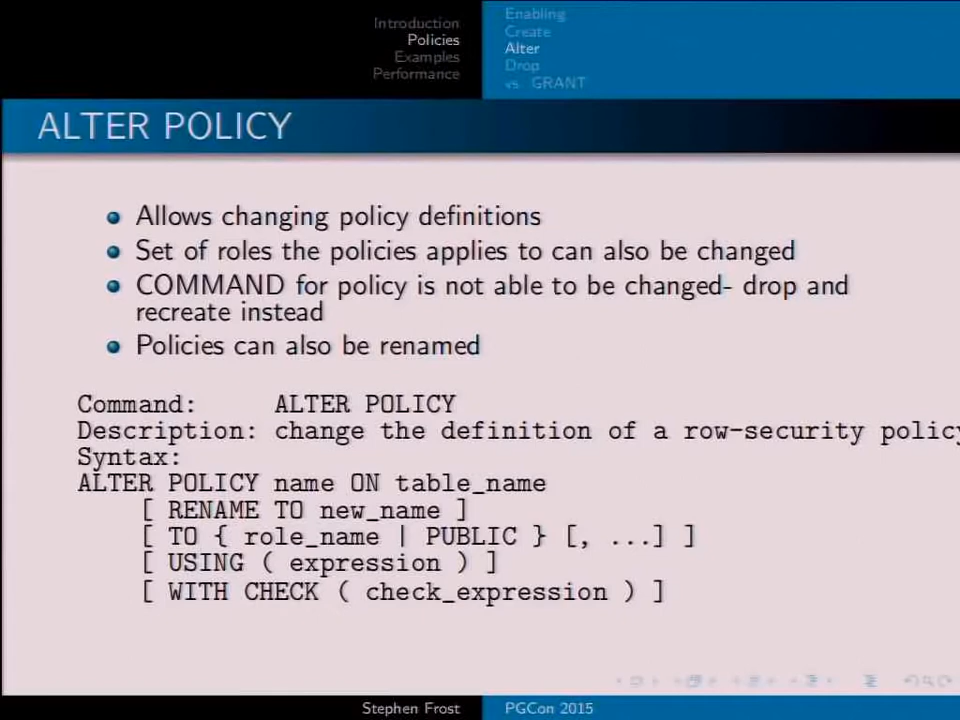 Introduction
Policies
Examples
Performance
Enabling
Create
Alter
Drop
vs. GRANT
ALTER POLICY
Allows changing policy definitions
Set of roles the policies applies to can also be changed
COMMAND for policy is not able to be changed- drop and
recreate instead
Policies can also be renamed
Command: ALTER POLICY
Description: change the definition of a row-security policy
Syntax:
ALTER POLICY name ON table_name
[ RENAME TO new_name ]
[ TO { role_name | PUBLIC } [, ...] ]
[ USING ( expression ) ]
[ WITH CHECK ( check_expression ) ]
Stephen Frost
PGCon 2015